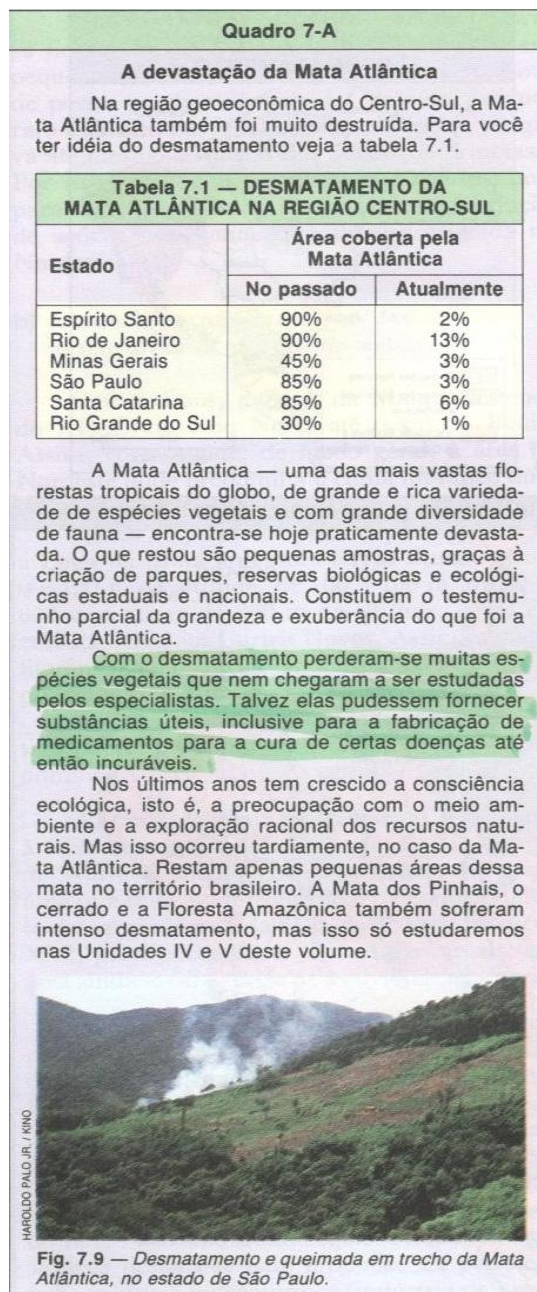 Quadro 7-A
A devastação da Mata Atlântica
Na região geoeconômica do Centro-Sul, a Ma-
ta Atlântica também foi muito destruída. Para você
ter idéia do desmatamento veja a tabela 7.1.
Tabela 7.1 — DESMATAMENTO DA
MATA ATLÂNTICA NA REGIÃO CENTRO-SUL
Estado
Área coberta pela
Mata Atlântica
No passado Atualmente
Espírito Santo 90% 2%
Rio de Janeiro 90% 13%
Minas Gerais 45% 3%
São Paulo 85% 3%
Santa Catarina 85% 6%
Rio Grande do Sul 30% 1%
A Mata Atlântica — uma das mais vastas flo-
restas tropicais do globo, de grande e rica varieda-
de de espécies vegetais e com grande diversidade
de fauna — encontra-se hoje praticamente devasta-
da. O que restou são pequenas amostras, graças à
criação de parques, reservas biológicas e ecológi-
cas estaduais e nacionais. Constituem o testemu-
nho parcial da grandeza e exuberância do que foi a
Mata Atlântica.
Com o desmatamento perderam-se muitas es-
pécies vegetais que nem chegaram a ser estudadas
pelos especialistas. Talvez elas pudessem fornecer
substâncias úteis, inclusive para a fabricação de
medicamentos para a cura de certas doenças até
então incuráveis.
Nos últimos anos tem crescido a consciência
ecológica, isto é, a preocupação com o meio am-
biente e a exploração racional dos recursos natu-
rais. Mas isso ocorreu tardiamente, no caso da Ma-
ta Atlântica. Restam apenas pequenas áreas dessa
mata no território brasileiro. A Mata dos Pinhais, o
cerrado e a Floresta Amazônica também sofreram
intenso desmatamento, mas isso só estudaremos
nas Unidades IV e V deste volume.
HAROLDO PALO JR. / KINO
Fig. 7.9 — Desmatamento e queimada em trecho da Mata
Atlântica, no estado de São Paulo.